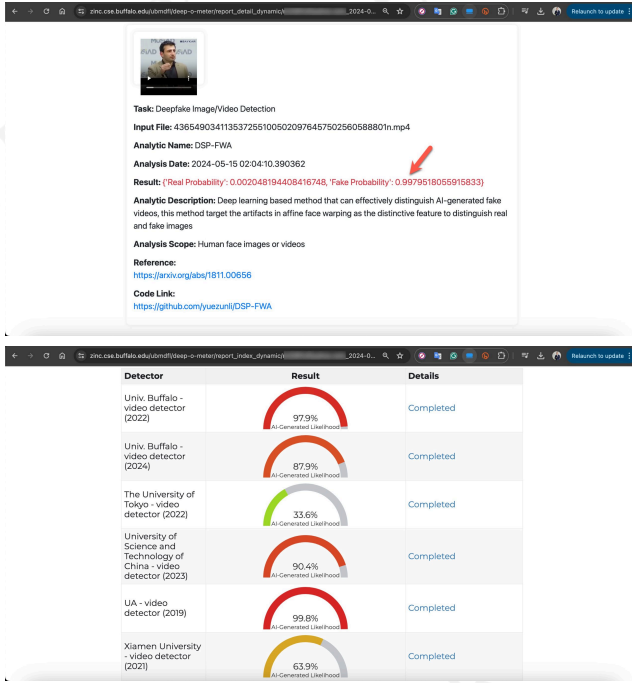 zinc.cse.buffalo.edu/ubmdfi/deep-o-meter/report_detail_dynamic/ _2024-0...
Relaunch to update
Task: Deepfake Image/Video Detection
Input File: 436549034113537255100502097645750256058 8801n.mp4
Analytic Name: DSP-FWA
Analysis Date: 2024-05-15 02:04:10.390362
Result: {'Real Probability': 0.002048194408416748, 'Fake Probability': 0.9979518055915833}
Analytic Description: Deep learning based method that can effectively distinguish AI-generated fake
videos, this method target the artifacts in affine face warping as the distinctive feature to distinguish real
and fake images
Analysis Scope: Human face images or videos
Reference:
https://arxiv.org/abs/1811.00656
Code Link:
https://github.com/yuezunli/DSP-FWA
zinc.cse.buffalo.edu/ubmdfi/deep-o-meter/report_index_dynamic/ _2024-0...
Relaunch to update
Detector Result Details
Univ. Buffalo -
video detector
(2022)
97.9%
AI-Generated Likelihood
Completed
Univ. Buffalo -
video detector
(2024)
87.9%
AI-Generated Likelihood
Completed
The University of
Tokyo - video
detector (2022)
33.6%
AI-Generated Likelihood
Completed
University of
Science and
Technology of
China - video
detector (2023)
90.4%
AI-Generated Likelihood
Completed
UA - video
detector (2019)
99.8%
AI-Generated Likelihood
Completed
Xiamen University
- video detector
(2021)
63.9%
AI-Generated Likelihood
Completed